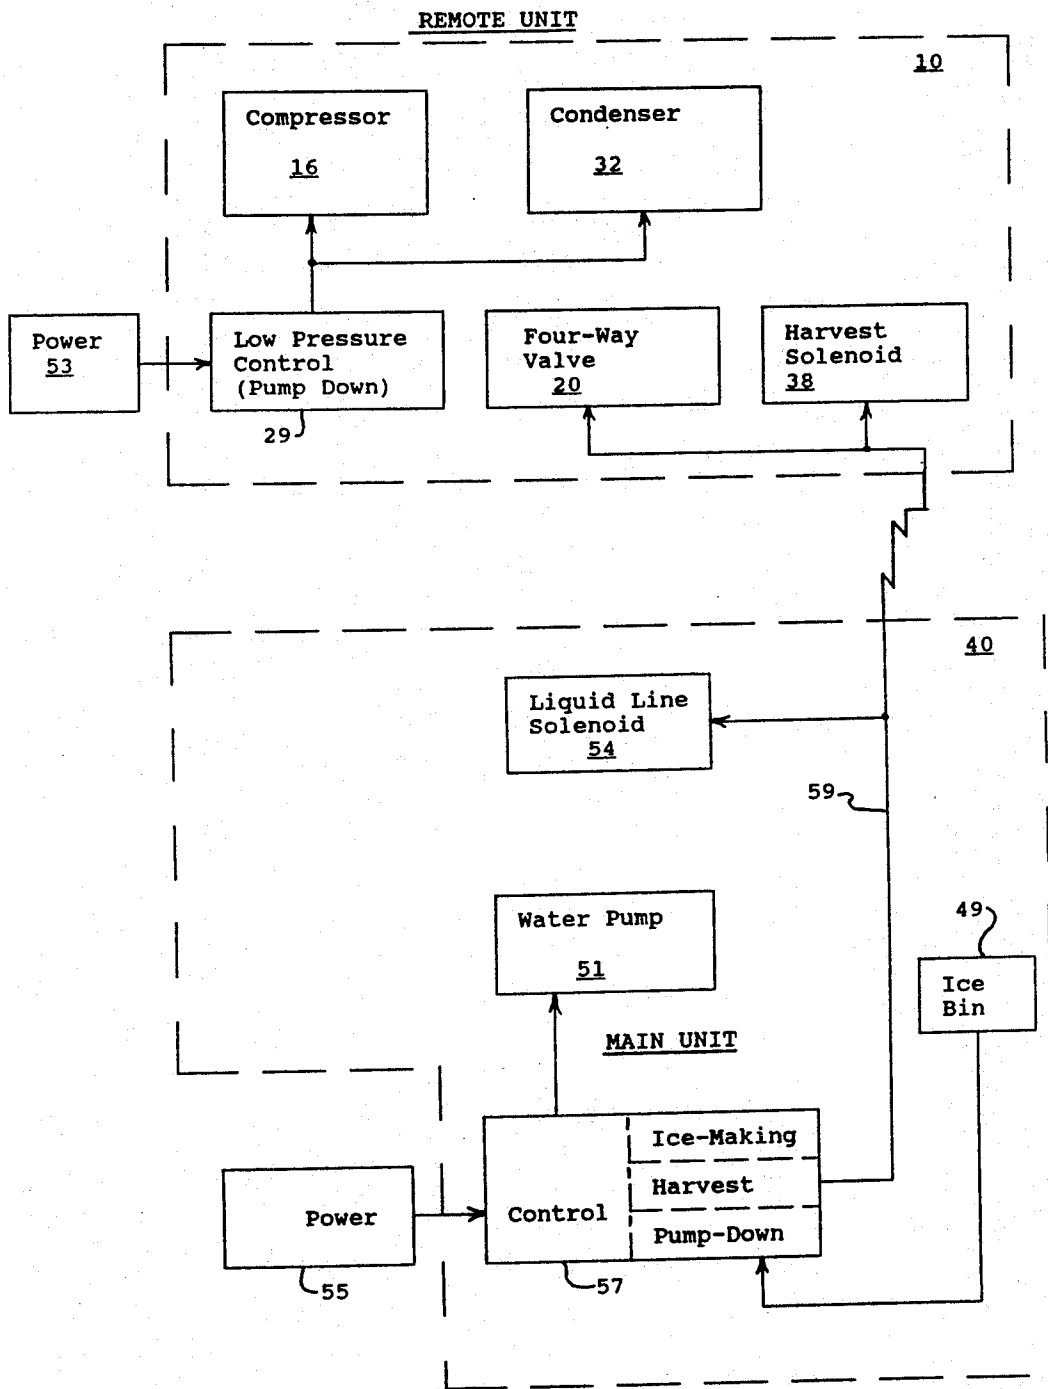 REMOTE UNIT
10
Compressor
16
Condenser
32
Power
53
Low Pressure
Control
(Pump Down)
29
Four-Way
Valve
20
Harvest
Solenoid
38
40
Liquid Line
Solenoid
54
59
Water Pump
51
49
Ice
Bin
MAIN UNIT
Power
55
Control
57
Ice-Making
Harvest
Pump-Down